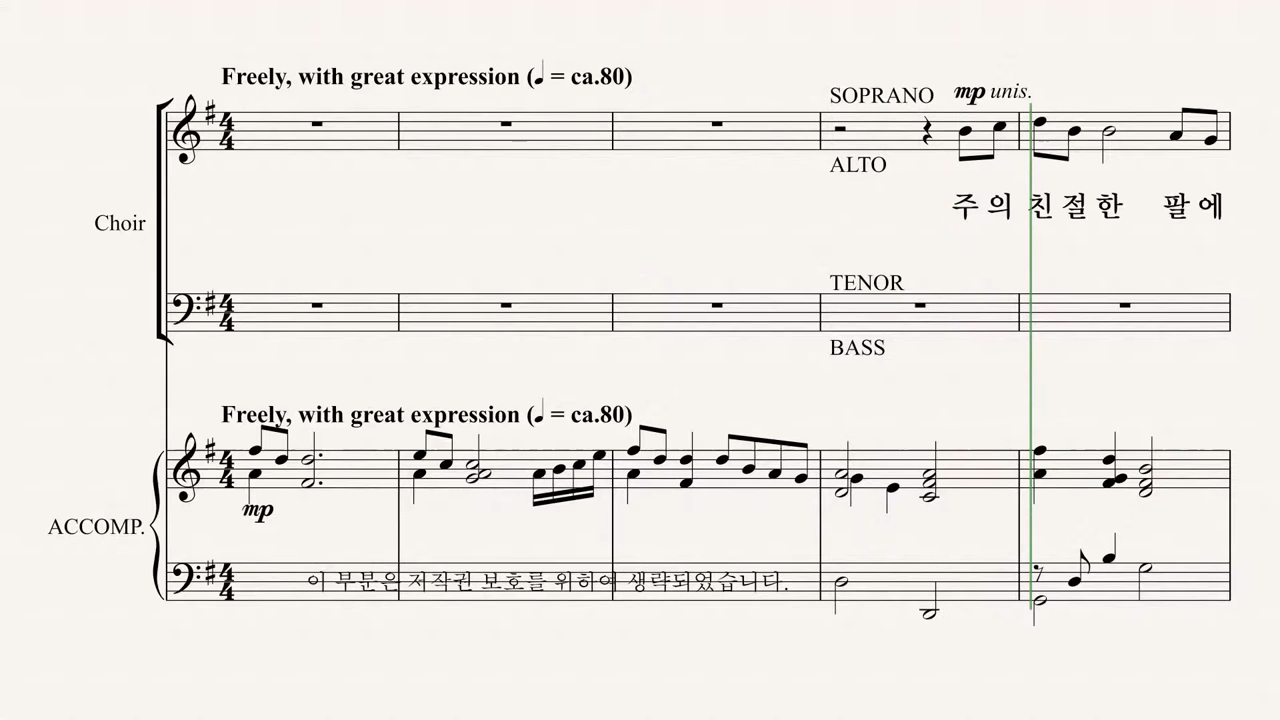 Freely, with great expression (♩ = ca.80)
SOPRANO mp unis.
ALTO
주의 친절한 팔에
Choir
TENOR
BASS
Freely, with great expression (♩ = ca.80)
mp
ACCOMP.
이 부분은 저작권 보호를 위하여 생략되었습니다.